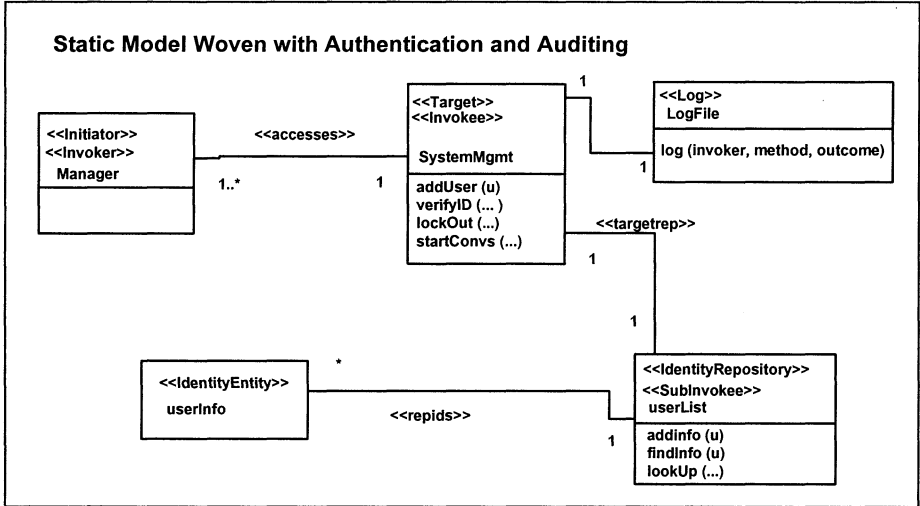 Static Model Woven with Authentication and Auditing
<<Initiator>>
<<Invoker>>
Manager
<<accesses>>
1..*
1
<<Target>>
<<Invokee>>
SystemMgmt
addUser (u)
verifyID (... )
lockOut (...)
startConvs (...)
1
1
<<Log>>
LogFile
log (invoker, method, outcome)
<<targetrep>>
1
1
<<IdentityEntity>>
userInfo
*
<<repids>>
1
<<IdentityRepository>>
<<SubInvokee>>
userList
addinfo (u)
findInfo (u)
lookUp (...)